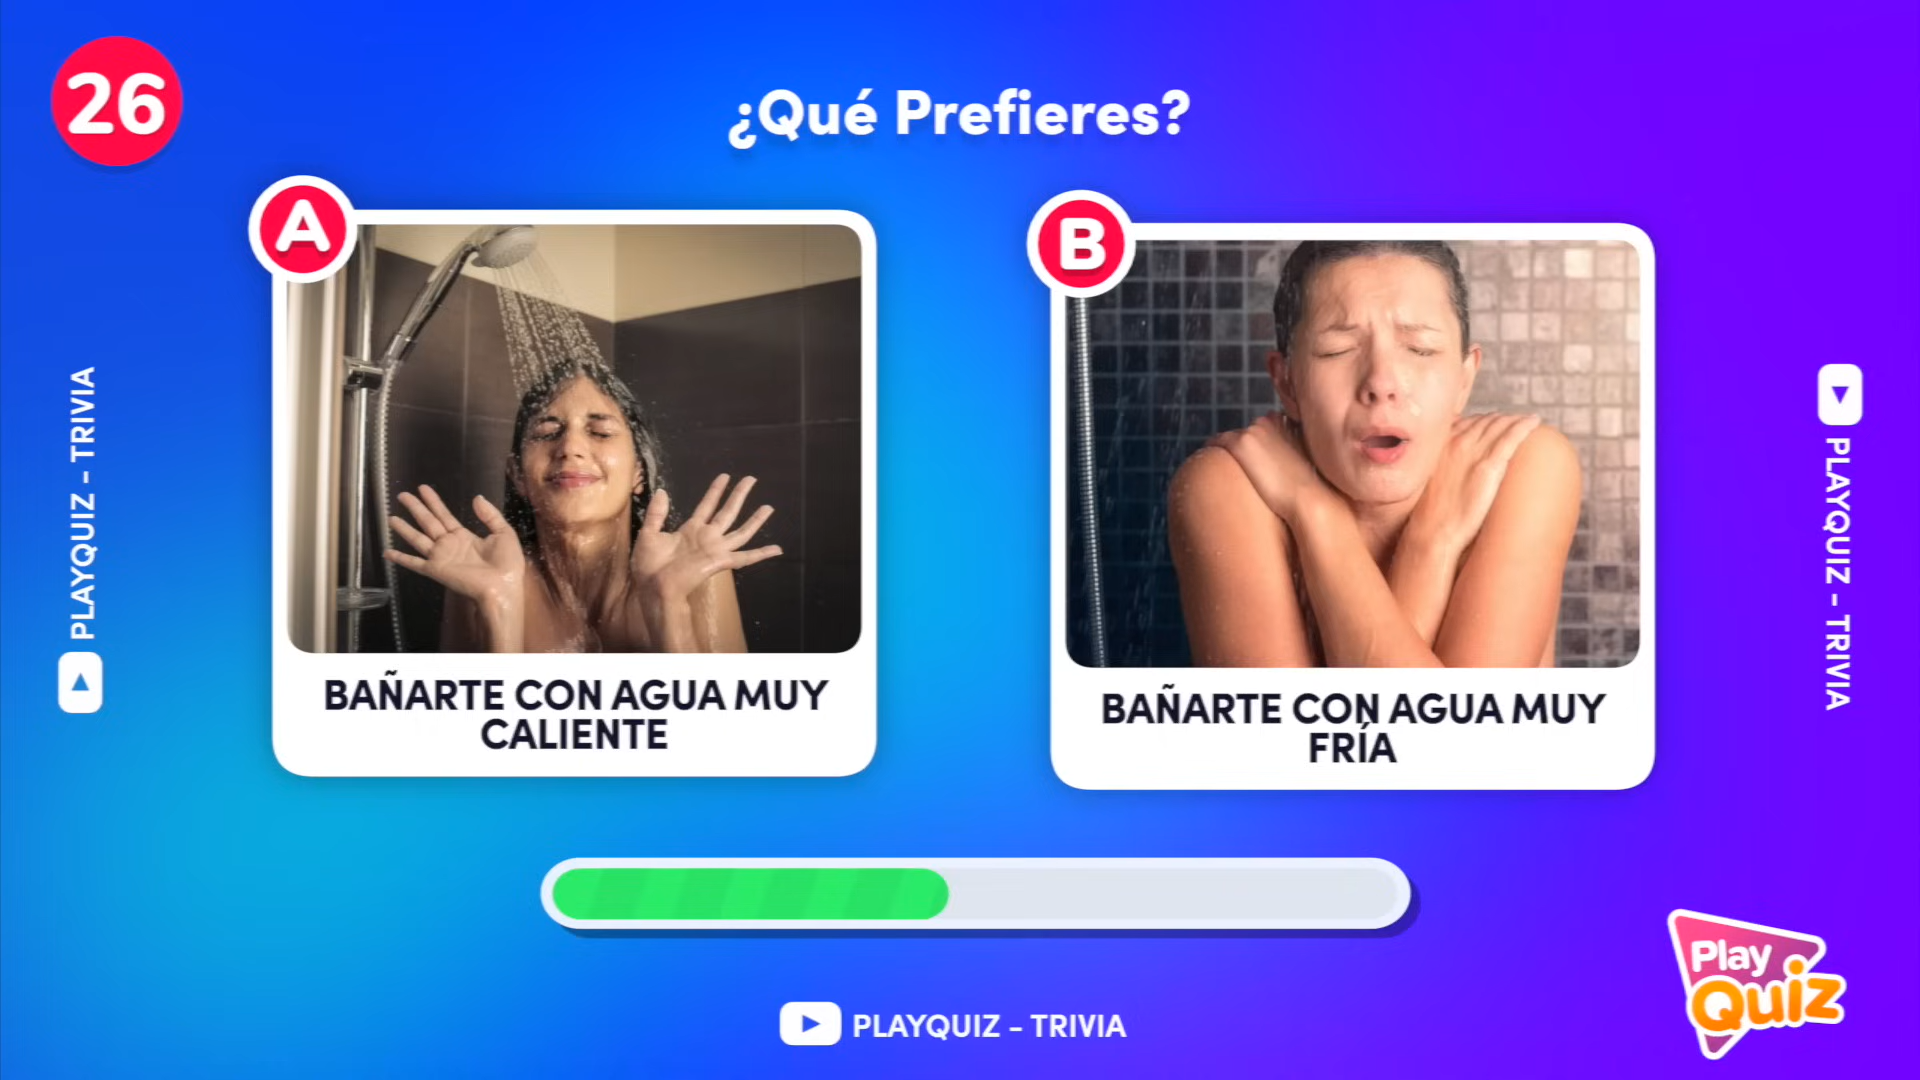 26
¿Qué Prefieres?
A
B
BAÑARTE CON AGUA MUY
CALIENTE
BAÑARTE CON AGUA MUY
FRÍA
PLAYQUIZ - TRIVIA
PLAYQUIZ - TRIVIA
PLAYQUIZ - TRIVIA
Play
Quiz